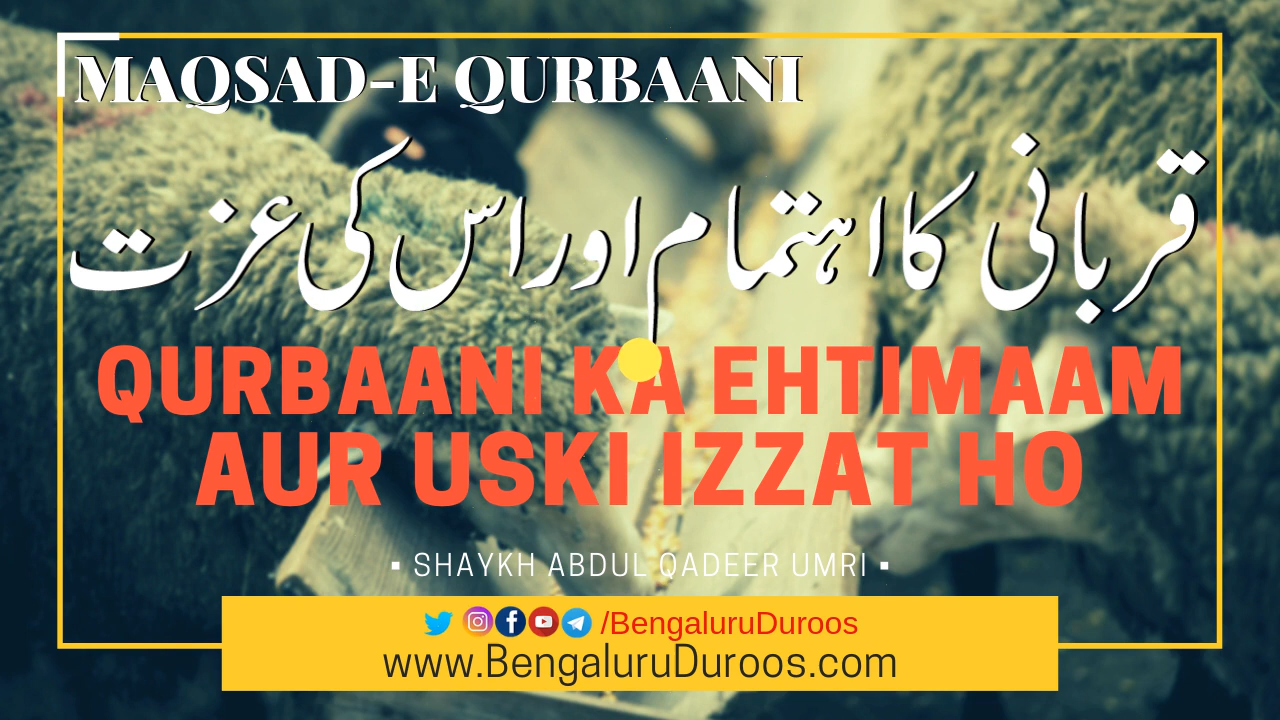 MAQSAD-E QURBAANI
قربانی کا اہتمام اور اس کی عزت
QURBAANI KA EHTIMAAM
AUR USKI IZZAT HO
▪ SHAYKH ABDUL QADEER UMRI ▪
/BengaluruDuroos
www.BengaluruDuroos.com